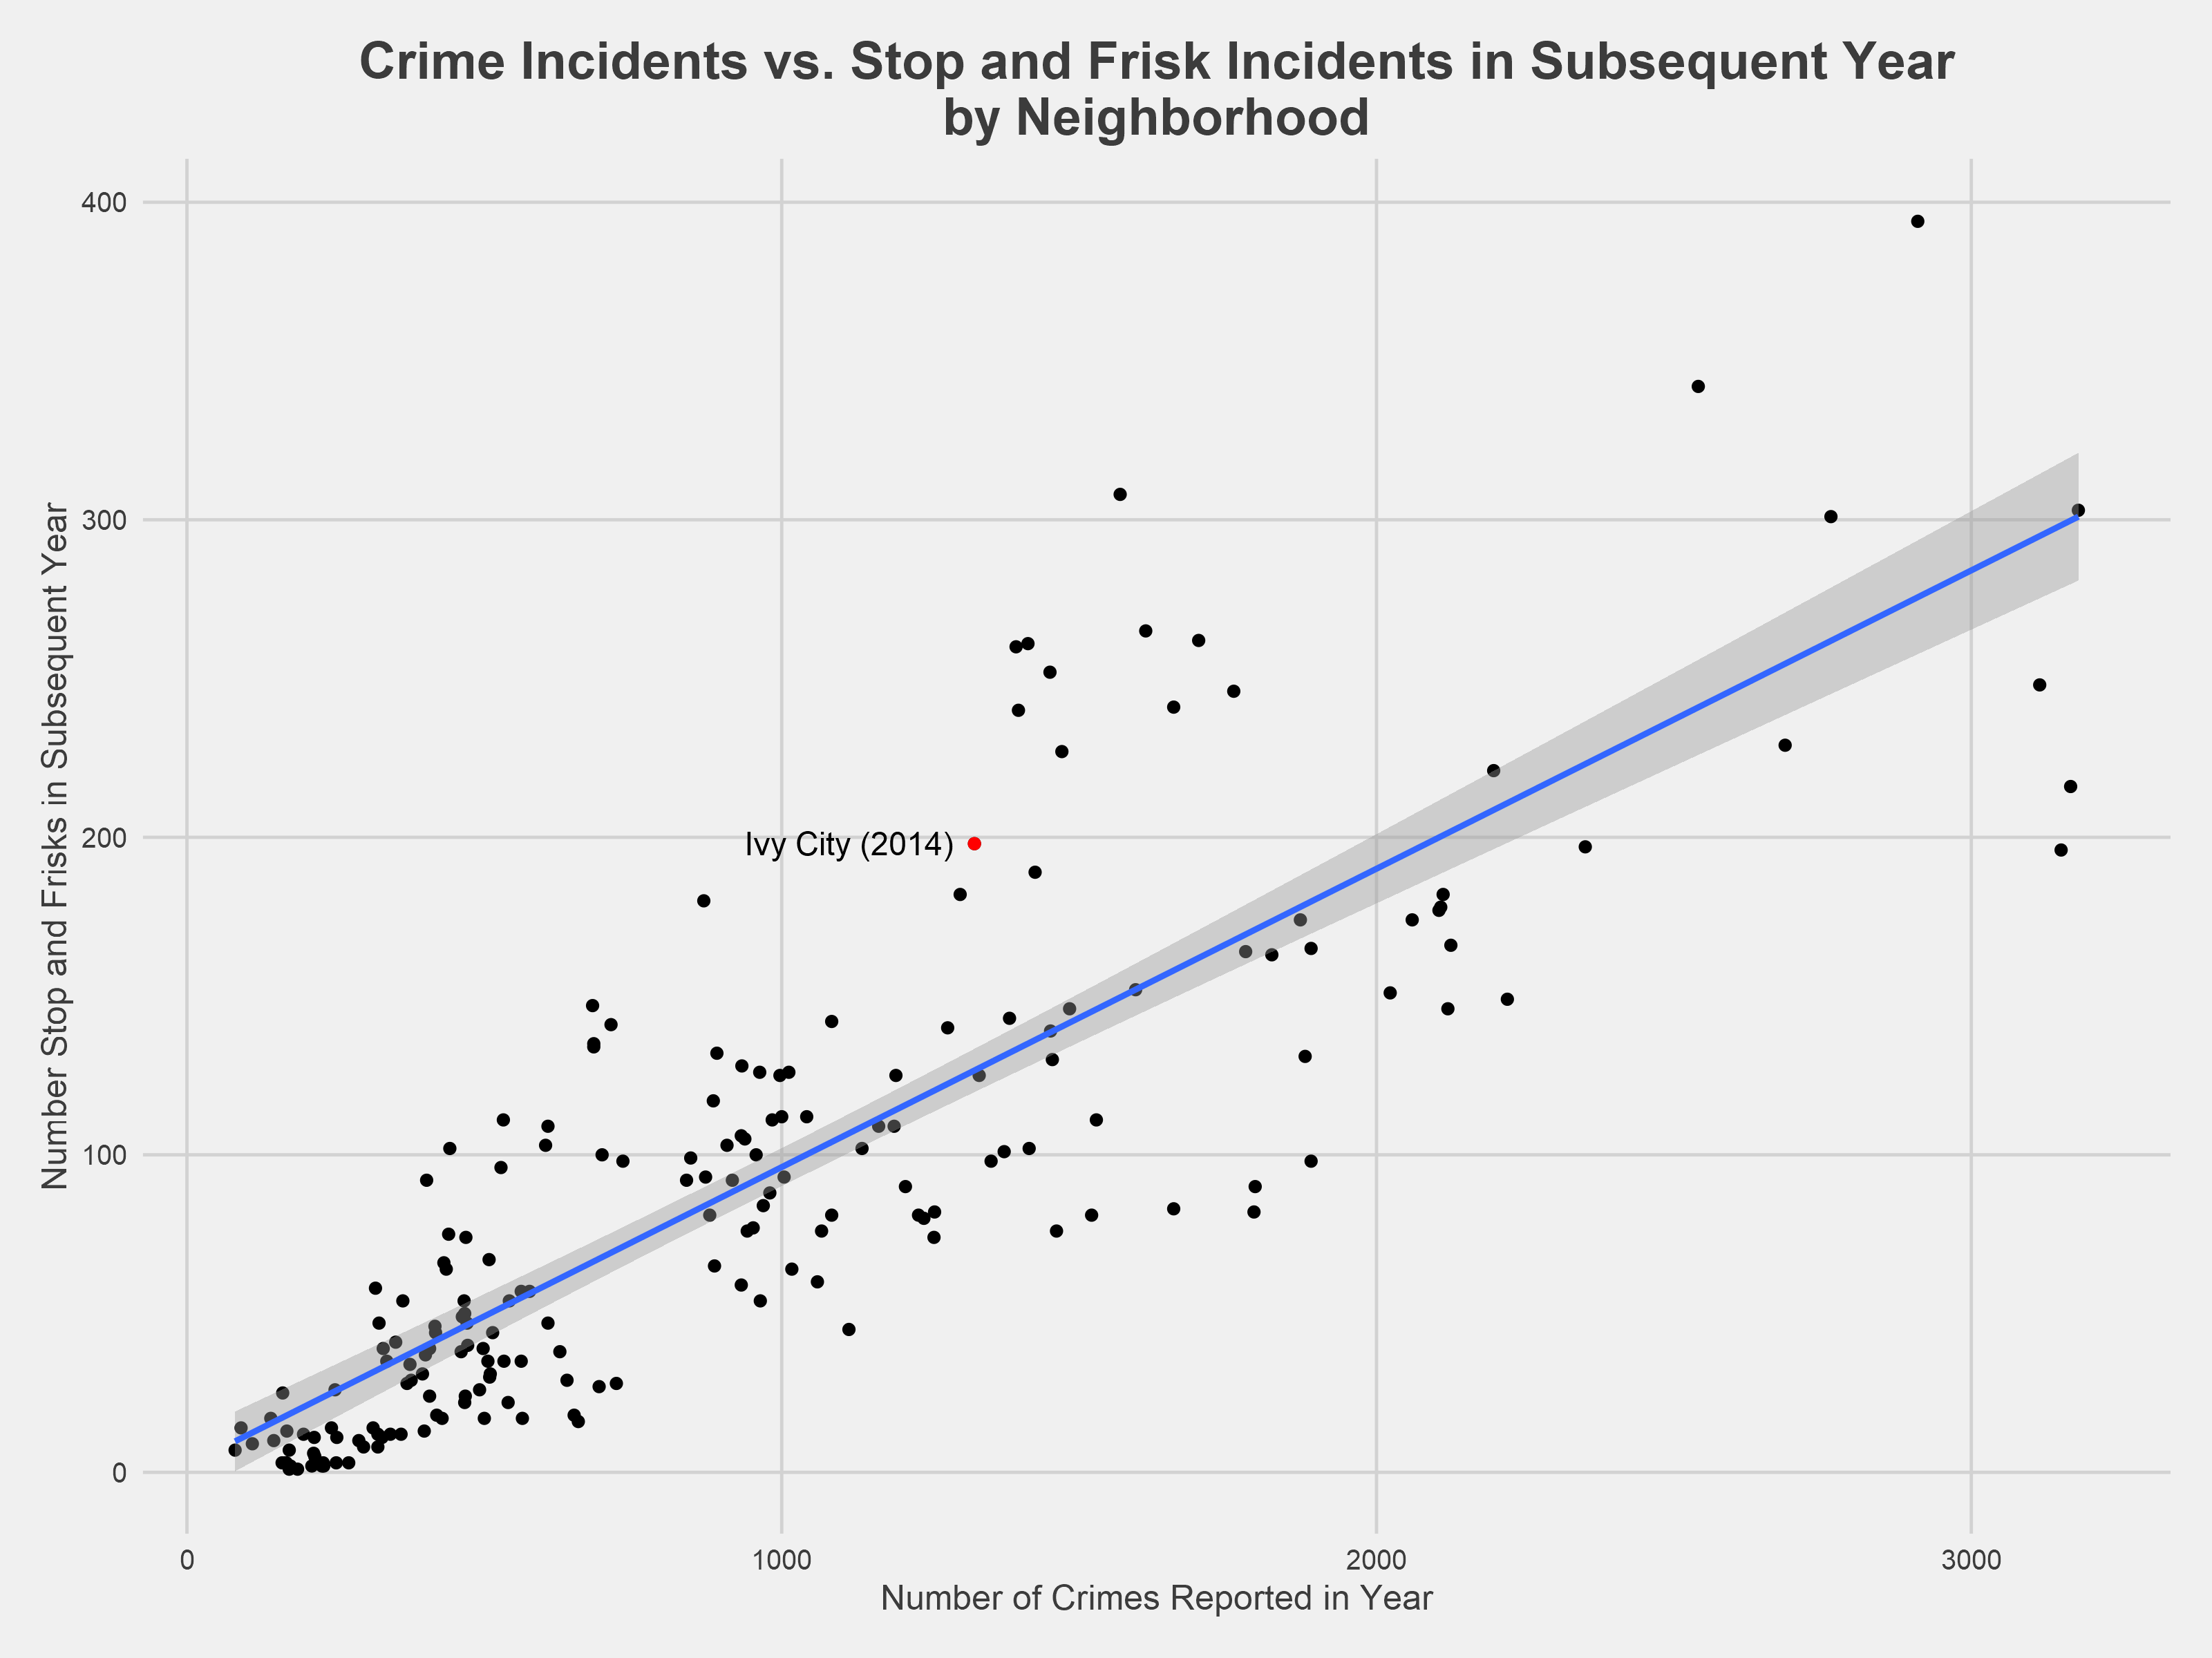 Crime Incidents vs. Stop and Frisk Incidents in Subsequent Year
by Neighborhood
Number Stop and Frisks in Subsequent Year
400
300
200
100
0
Ivy City (2014)
0 1000 2000 3000
Number of Crimes Reported in Year